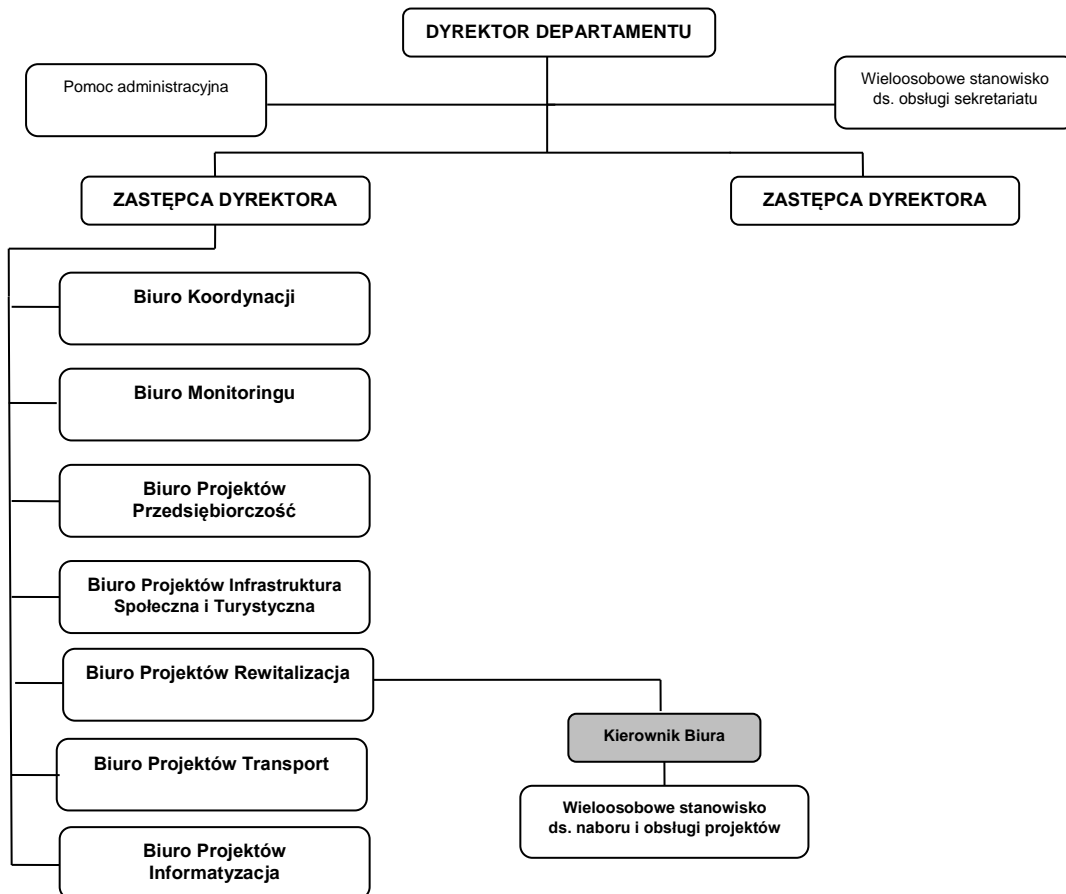 DYREKTOR DEPARTAMENTU
Pomoc administracyjna
Wieloosobowe stanowisko
ds. obsługi sekretariatu
ZASTĘPCA DYREKTORA
ZASTĘPCA DYREKTORA
Biuro Koordynacji
Biuro Monitoringu
Biuro Projektów
Przedsiębiorczość
Biuro Projektów Infrastruktura
Społeczna i Turystyczna
Biuro Projektów Rewitalizacja
Kierownik Biura
Biuro Projektów Transport
Wieloosobowe stanowisko
ds. naboru i obsługi projektów
Biuro Projektów
Informatyzacja